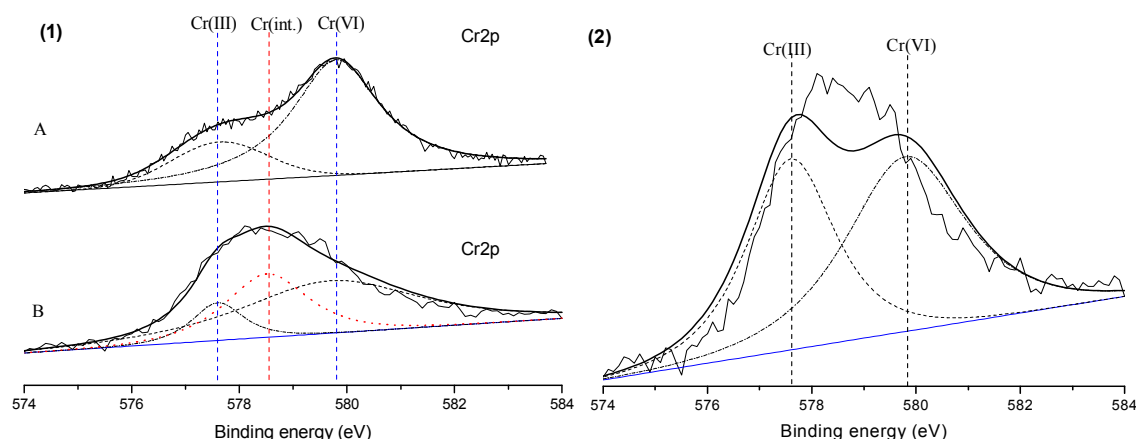 (1)
Cr(III) Cr(int.) Cr(VI)
Cr2p
A
Cr2p
B
574 576 578 580 582 584
Binding energy (eV)
(2)
Cr(III) Cr(VI)
574 576 578 580 582 584
Binding energy (eV)